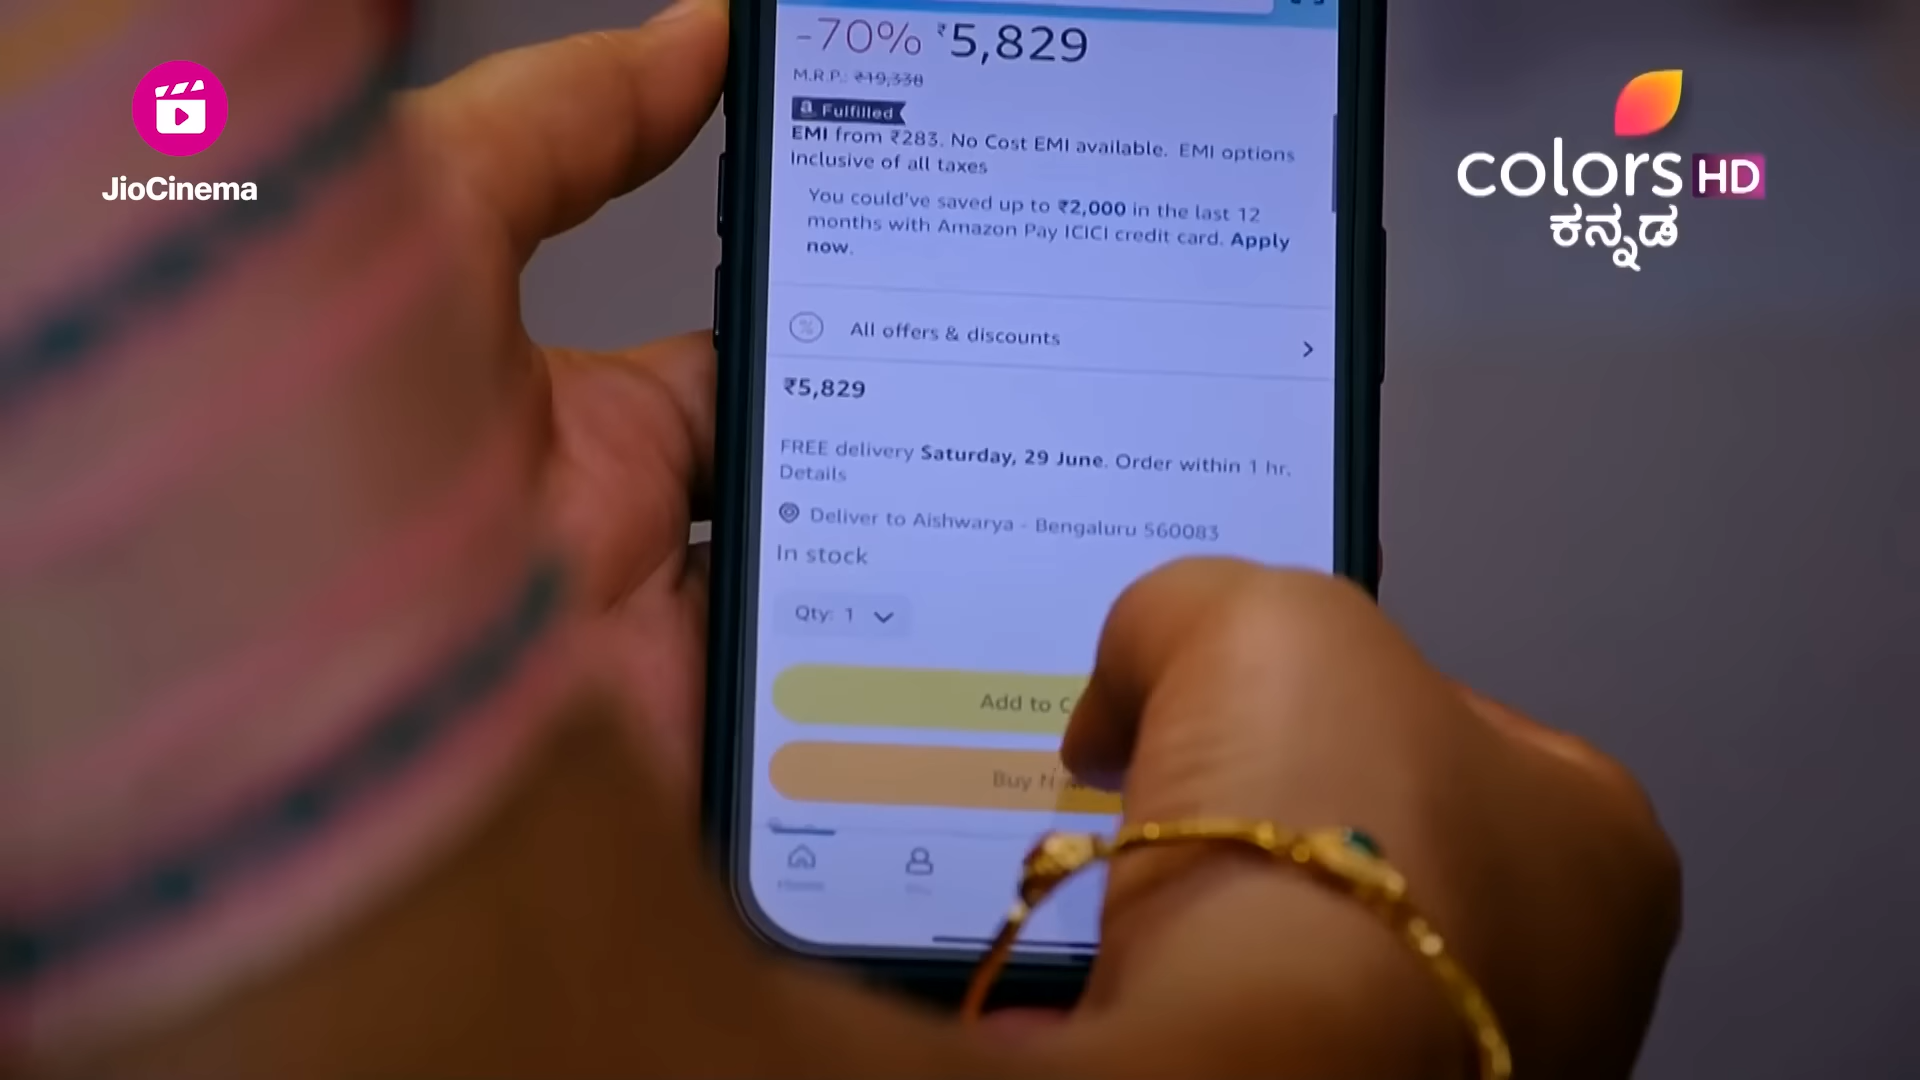 JioCinema
colors HD
ಕನ್ನಡ
-70% ₹5,829
M.R.P.: ₹19,338
a Fulfilled
EMI from ₹283. No Cost EMI available. EMI options
Inclusive of all taxes
You could've saved up to ₹2,000 in the last 12
months with Amazon Pay ICICI credit card. Apply
now.
All offers & discounts
₹5,829
FREE delivery Saturday, 29 June. Order within 1 hr.
Details
Deliver to Aishwarya - Bengaluru 560083
In stock
Qty: 1
Add to C
Buy N